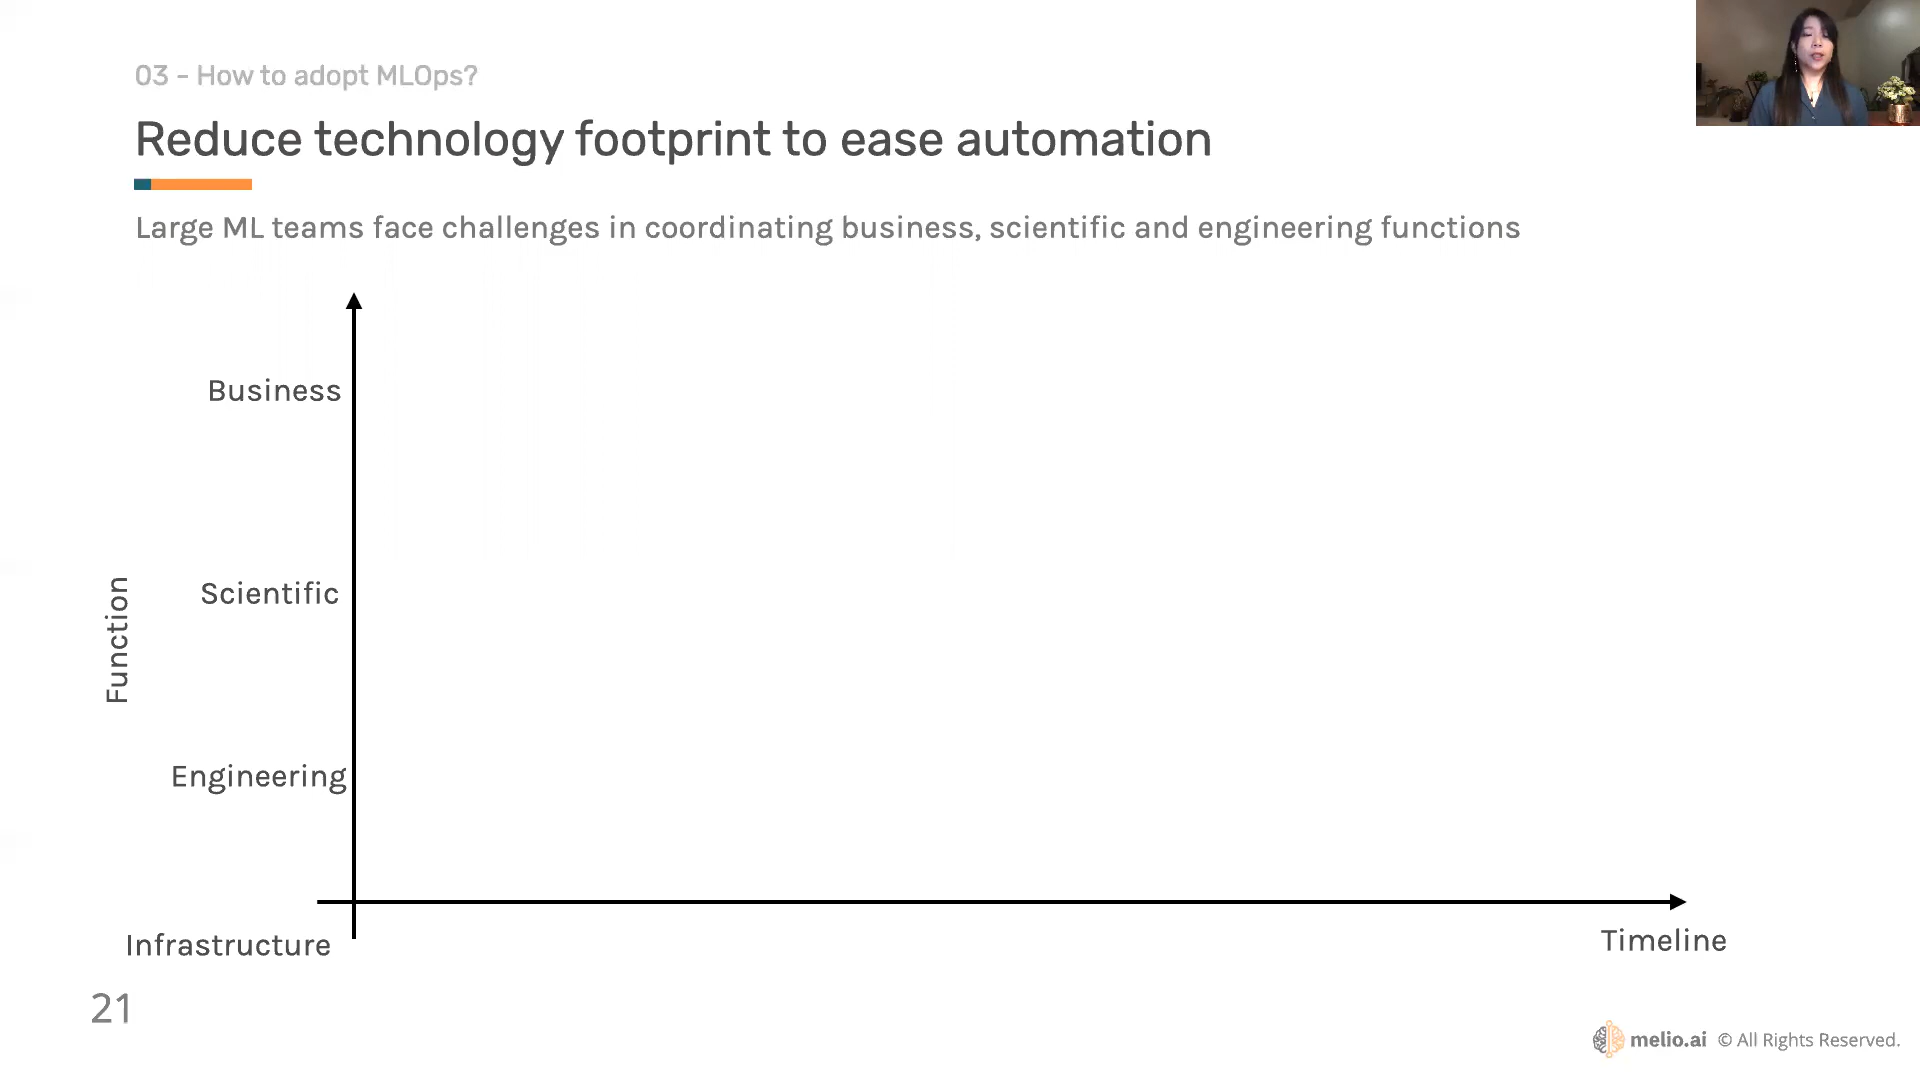 03 - How to adopt MLOps?
Reduce technology footprint to ease automation
Large ML teams face challenges in coordinating business, scientific and engineering functions
Business
Scientific
Function
Engineering
Infrastructure
Timeline
21
melio.ai © All Rights Reserved.